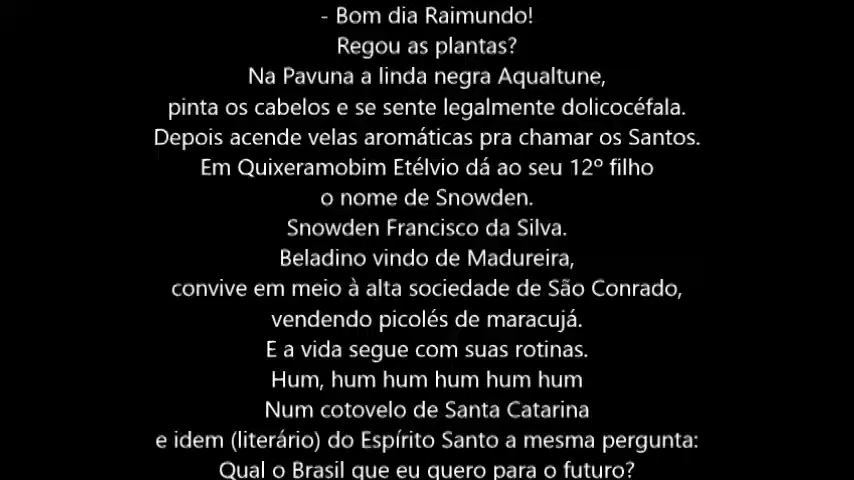 - Bom dia Raimundo!
Regou as plantas?
Na Pavuna a linda negra Aqualtune,
pinta os cabelos e se sente legalmente dolicocéfala.
Depois acende velas aromáticas pra chamar os Santos.
Em Quixeramobim Etélvio dá ao seu 12º filho
o nome de Snowden.
Snowden Francisco da Silva.
Beladino vindo de Madureira,
convive em meio à alta sociedade de São Conrado,
vendendo picolés de maracujá.
E a vida segue com suas rotinas.
Hum, hum hum hum hum hum
Num cotovelo de Santa Catarina
e idem (literário) do Espírito Santo a mesma pergunta:
Qual o Brasil que eu quero para o futuro?